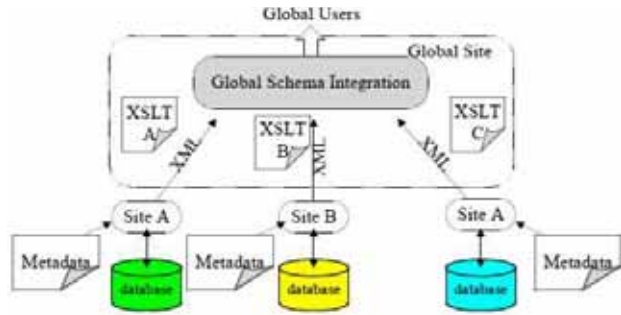 Global Users
Global Site
Global Schema Integration
XSLT
A
XML
XSLT
B
XML
XML
XSLT
C
Site A
Site B
Site A
Metadata
database
Metadata
database
database
Metadata